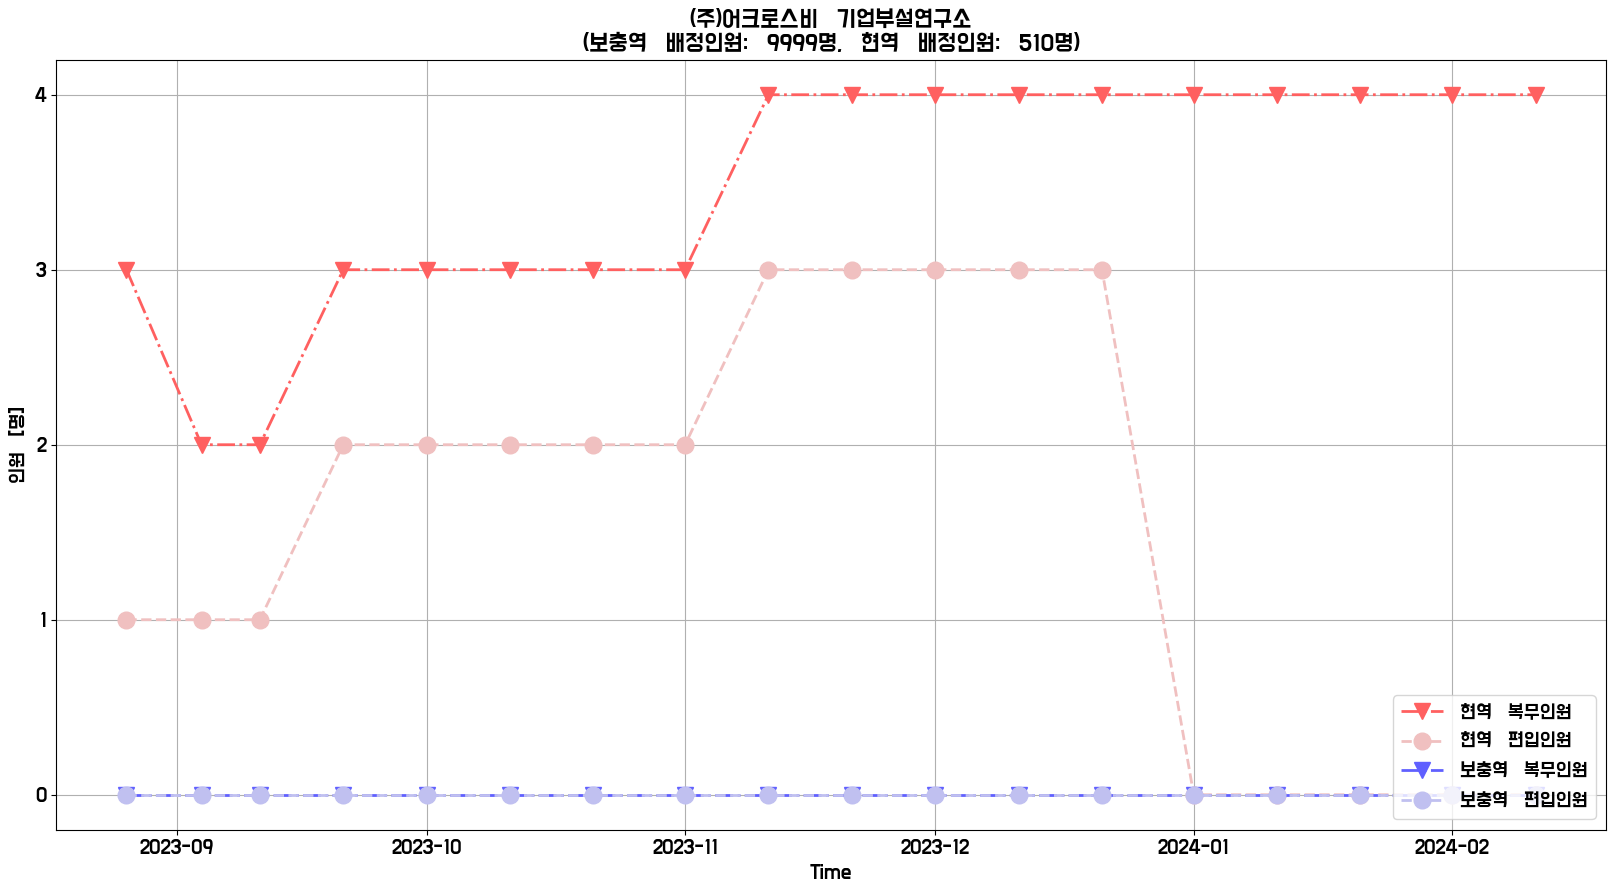 (주)어크로스비 기업부설연구소
(보충역 배정인원: 9999명, 현역 배정인원: 510명)
4
3
2
1
0
인원 [명]
현역 복무인원
현역 편입인원
보충역 복무인원
보충역 편입인원
2023-09 2023-10 2023-11 2023-12 2024-01 2024-02
Time